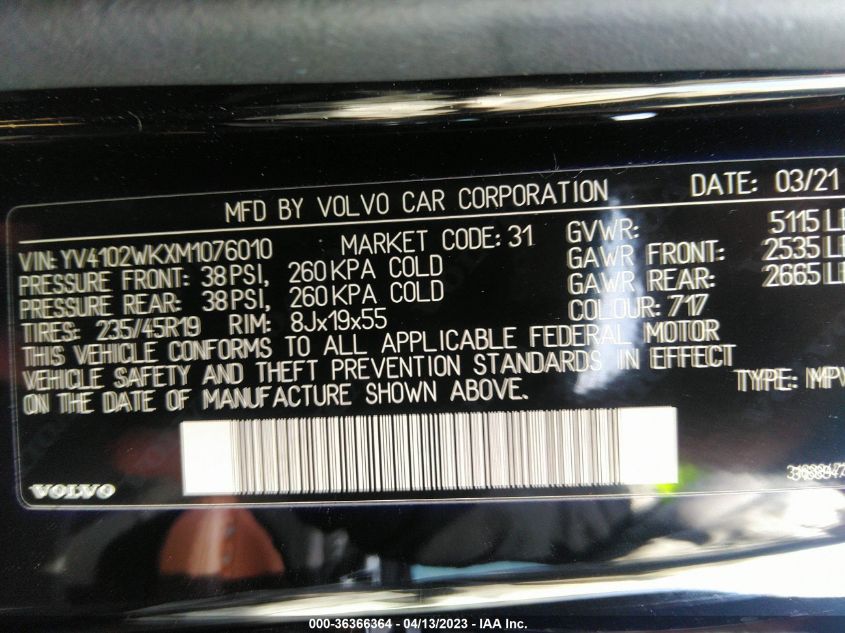 MFD BY VOLVO CAR CORPORATION DATE: 03/21
VIN: YV4102WKXM1076010 MARKET CODE: 31 GVWR: 5115 LB
PRESSURE FRONT: 38 PSI, 260 KPA COLD GAWR FRONT: 2535 LB
PRESSURE REAR: 38 PSI, 260 KPA COLD GAWR REAR: 2665 LB
TIRES: 235/45R19 RIM: 8Jx19x55 COLOUR: 717
THIS VEHICLE CONFORMS TO ALL APPLICABLE FEDERAL MOTOR
VEHICLE SAFETY AND THEFT PREVENTION STANDARDS IN EFFECT
ON THE DATE OF MANUFACTURE SHOWN ABOVE. TYPE: MPV
VOLVO
000-36366364 - 04/13/2023 - IAA Inc.